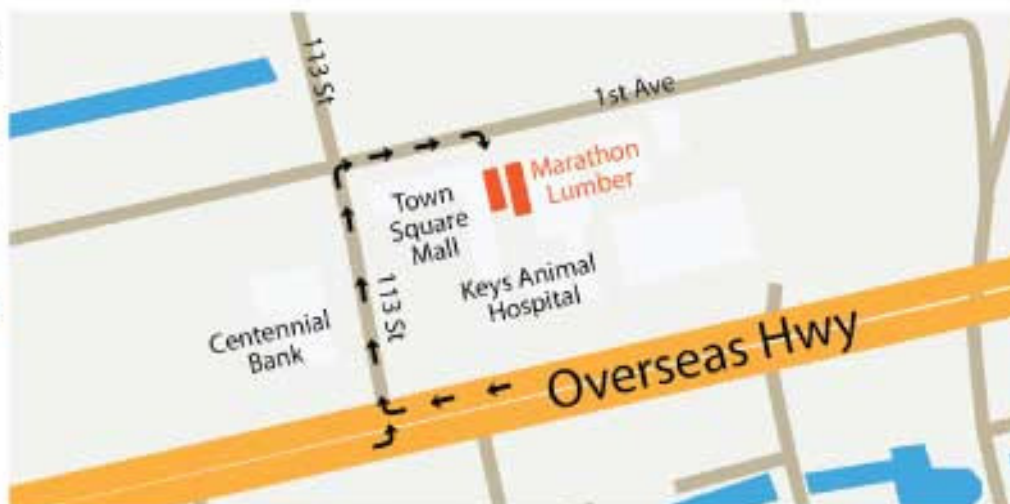 113 St
1st Ave
Marathon
Lumber
Town
Square
Mall
Keys Animal
Hospital
113 St
Centennial
Bank
Overseas Hwy